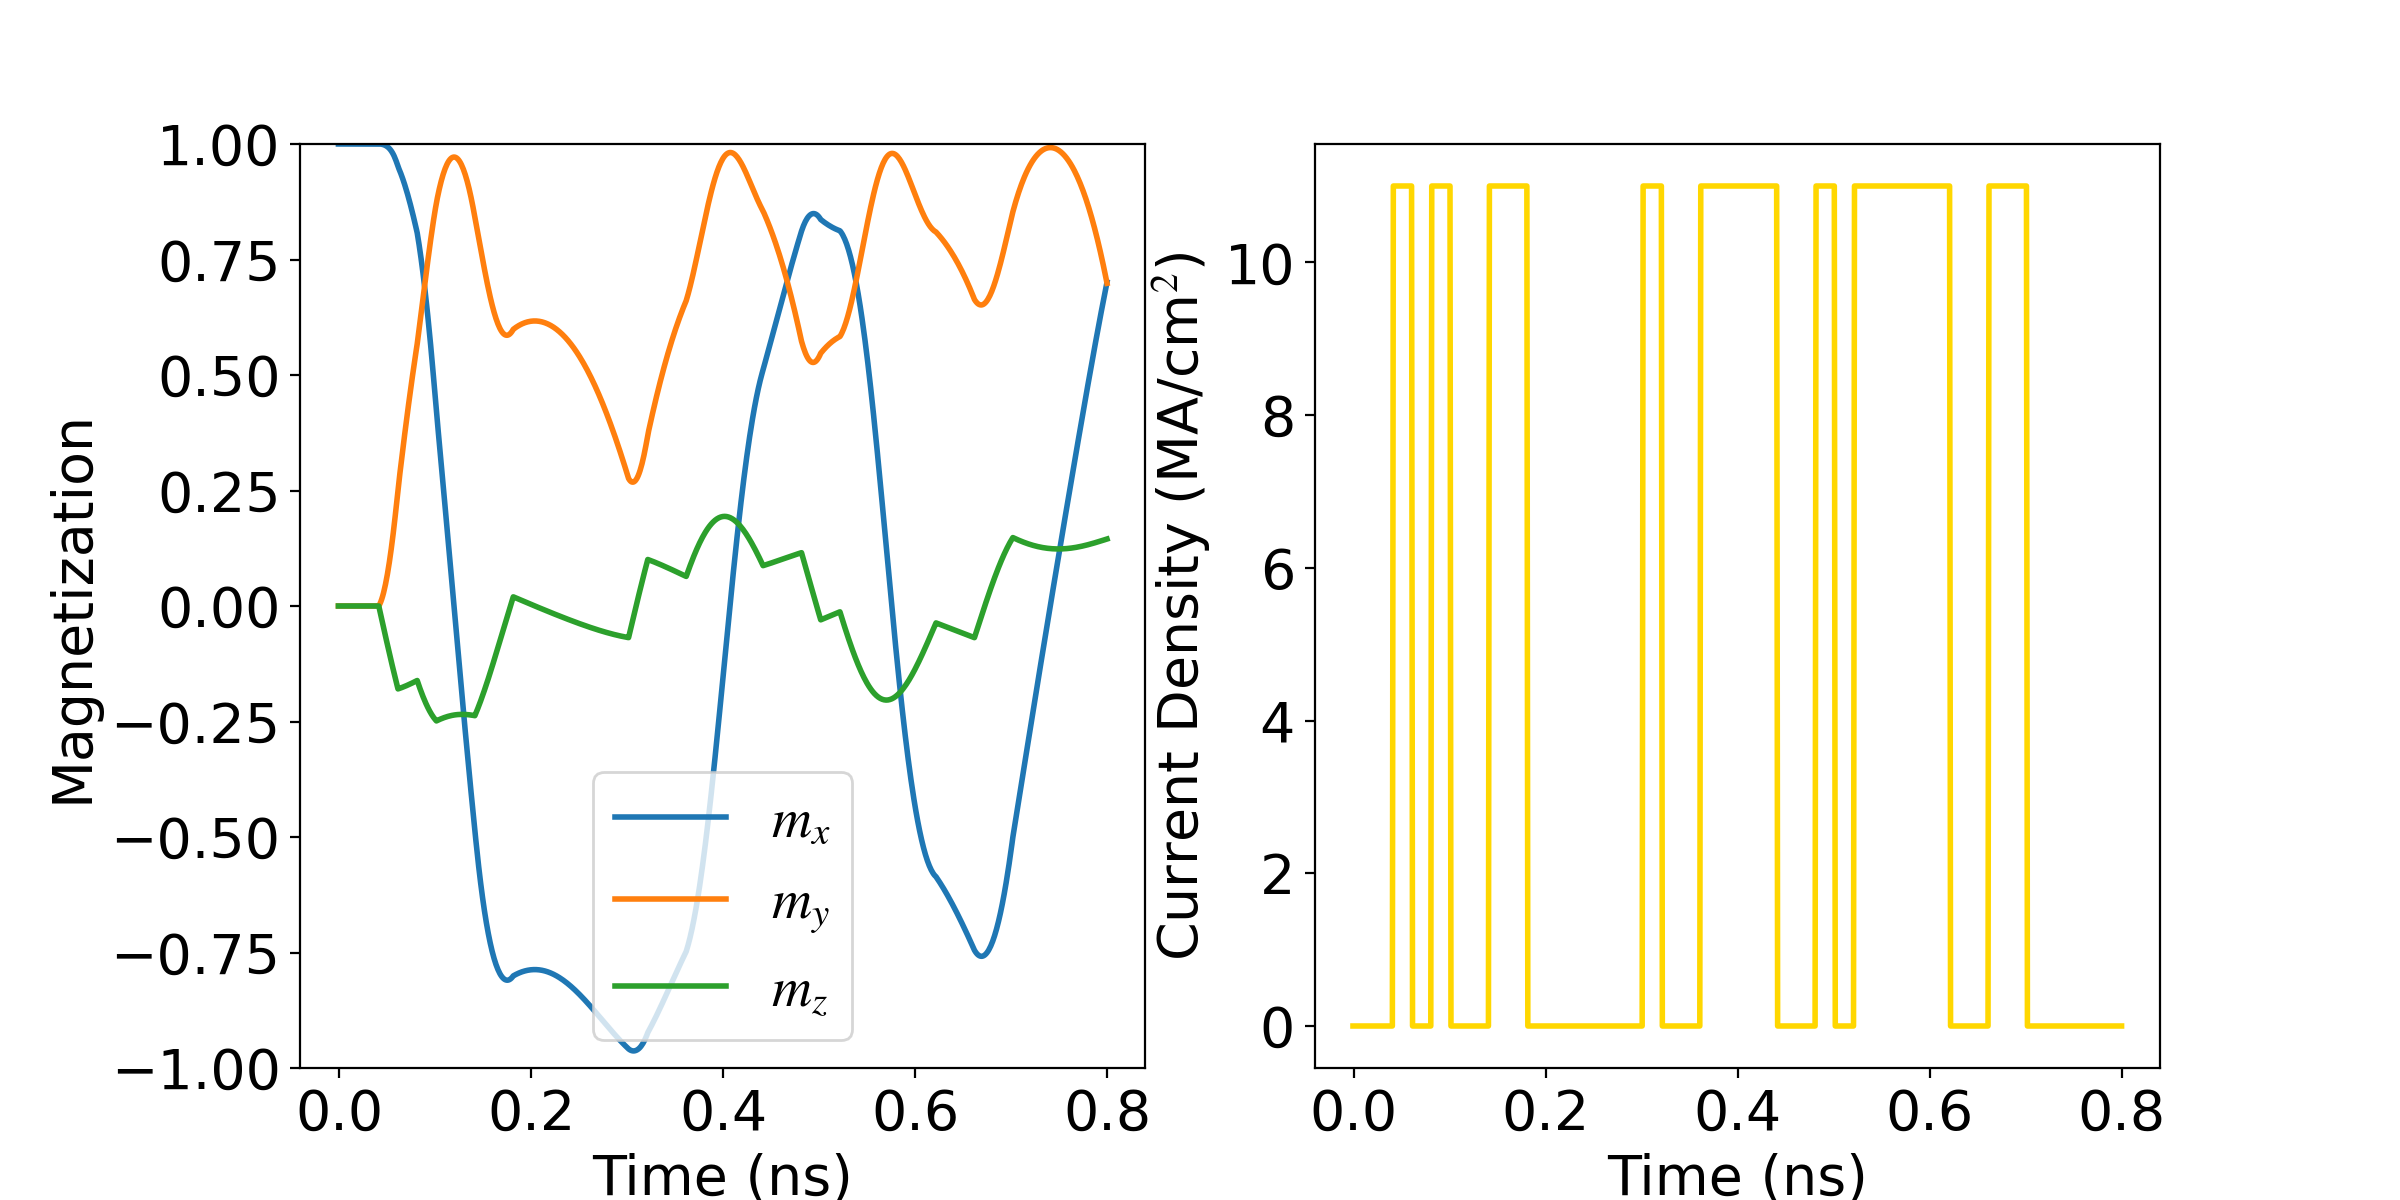 Magnetization
1.00
0.75
0.50
0.25
0.00
−0.25
−0.50
−0.75
−1.00
0.0 0.2 0.4 0.6 0.8
Time (ns)
m_x
m_y
m_z
Current Density (MA/cm²)
10
8
6
4
2
0
0.0 0.2 0.4 0.6 0.8
Time (ns)